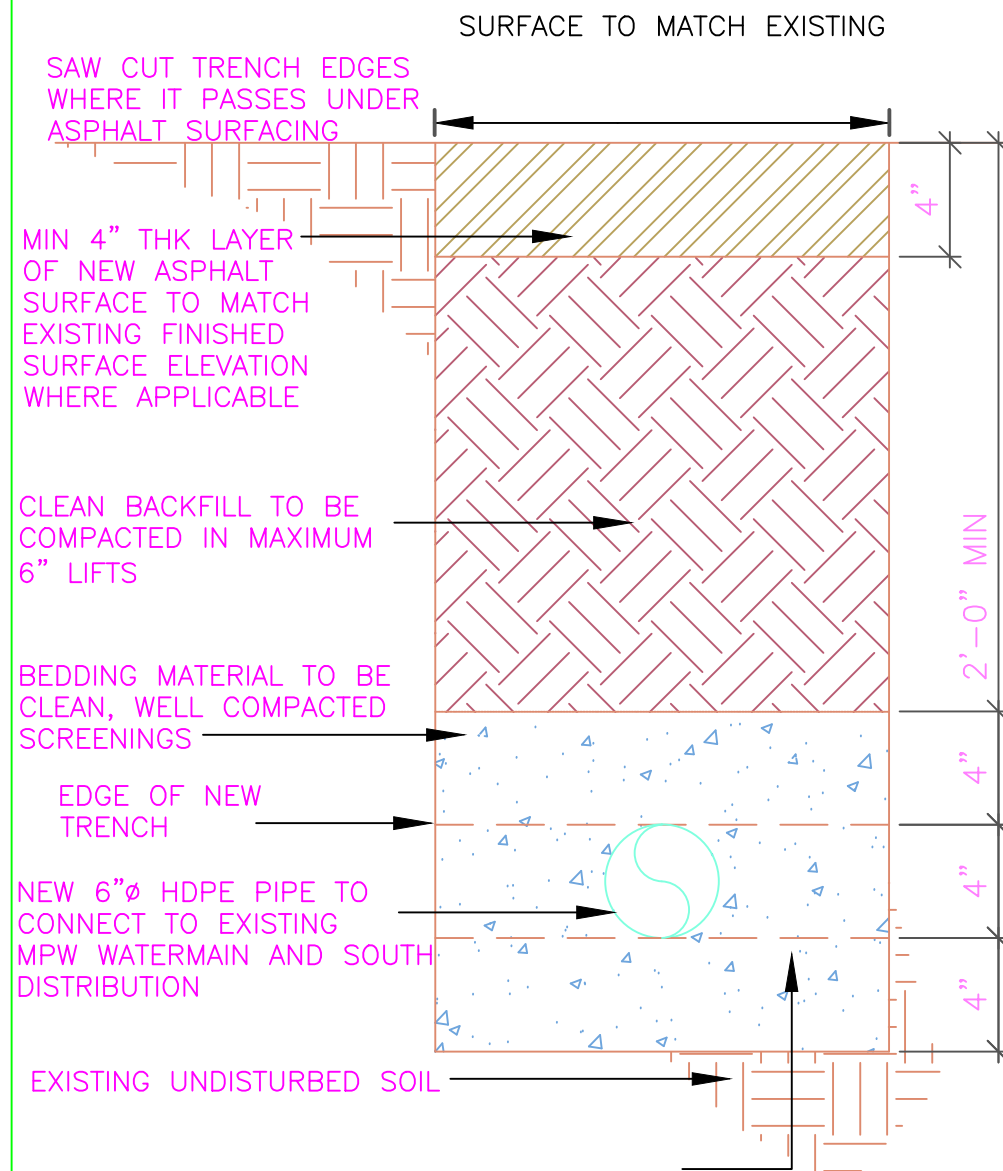 SURFACE TO MATCH EXISTING
SAW CUT TRENCH EDGES
WHERE IT PASSES UNDER
ASPHALT SURFACING
4”
MIN 4” THK LAYER
OF NEW ASPHALT
SURFACE TO MATCH
EXISTING FINISHED
SURFACE ELEVATION
WHERE APPLICABLE
CLEAN BACKFILL TO BE
COMPACTED IN MAXIMUM
6” LIFTS
2’–0” MIN
BEDDING MATERIAL TO BE
CLEAN, WELL COMPACTED
SCREENINGS
4”
EDGE OF NEW
TRENCH
4”
NEW 6”ø HDPE PIPE TO
CONNECT TO EXISTING
MPW WATERMAIN AND SOUTH
DISTRIBUTION
4”
EXISTING UNDISTURBED SOIL